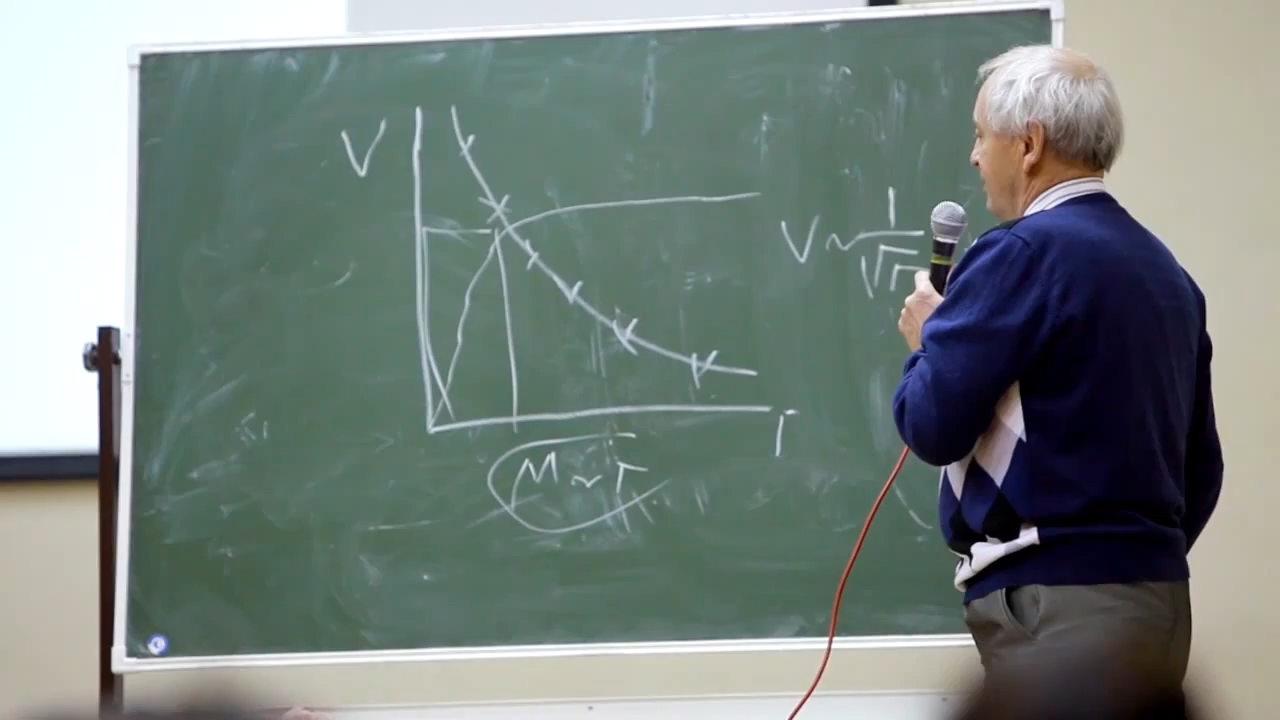 V
V ~ 1/√r
r
M ~ r